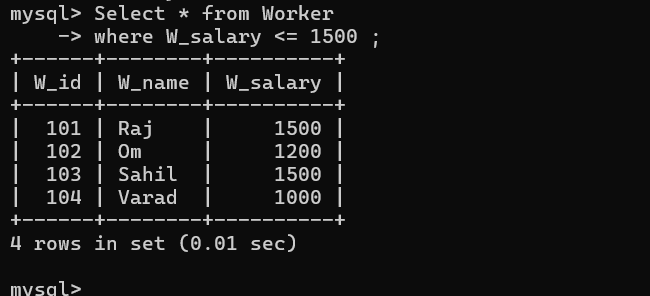 mysql> Select * from Worker
    -> where W_salary <= 1500 ;
+------+--------+----------+
| W_id | W_name | W_salary |
+------+--------+----------+
|  101 | Raj    |     1500 |
|  102 | Om     |     1200 |
|  103 | Sahil  |     1500 |
|  104 | Varad  |     1000 |
+------+--------+----------+
4 rows in set (0.01 sec)
mysql>